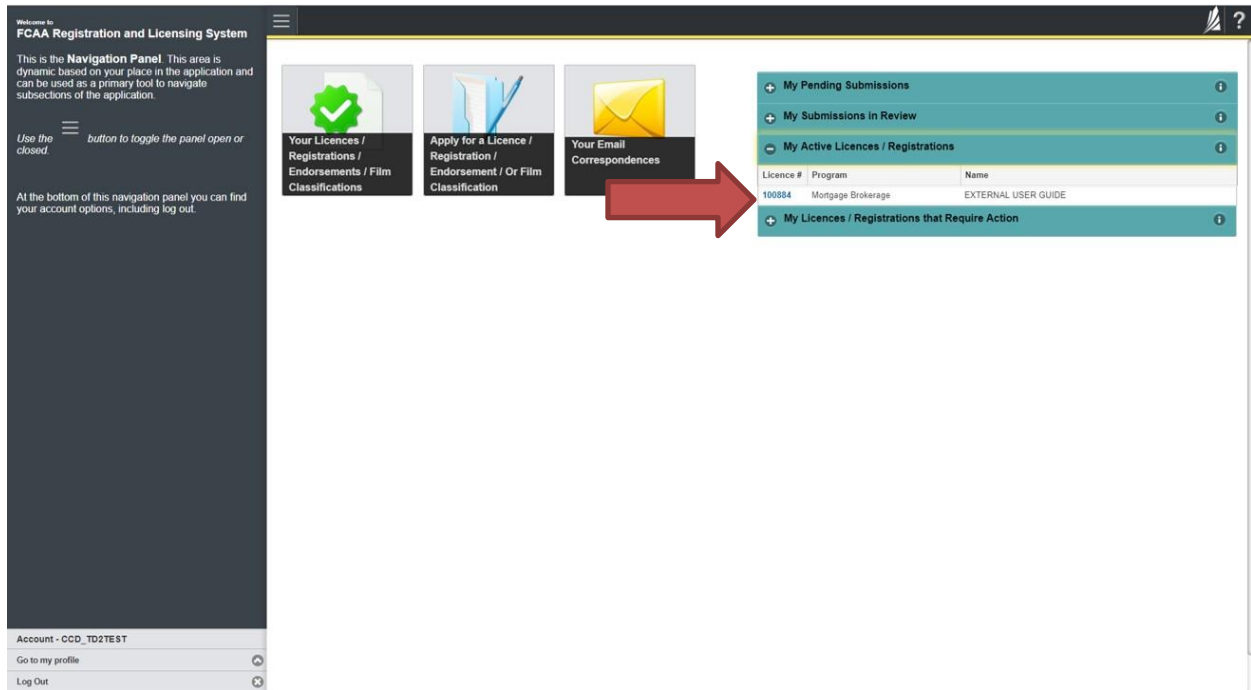 Welcome to
FCAA Registration and Licensing System
This is the Navigation Panel. This area is
dynamic based on your place in the application and
can be used as a primary tool to navigate
subsections of the application.
Use the button to toggle the panel open or
closed.
At the bottom of this navigation panel you can find
your account options, including log out.
Account - CCD_TD2TEST
Go to my profile
Log Out
?
Your Licences /
Registrations /
Endorsements / Film
Classifications
Apply for a Licence /
Registration /
Endorsement / Or Film
Classification
Your Email
Correspondences
My Pending Submissions
My Submissions in Review
My Active Licences / Registrations
Licence # Program Name
100884 Mortgage Brokerage EXTERNAL USER GUIDE
My Licences / Registrations that Require Action